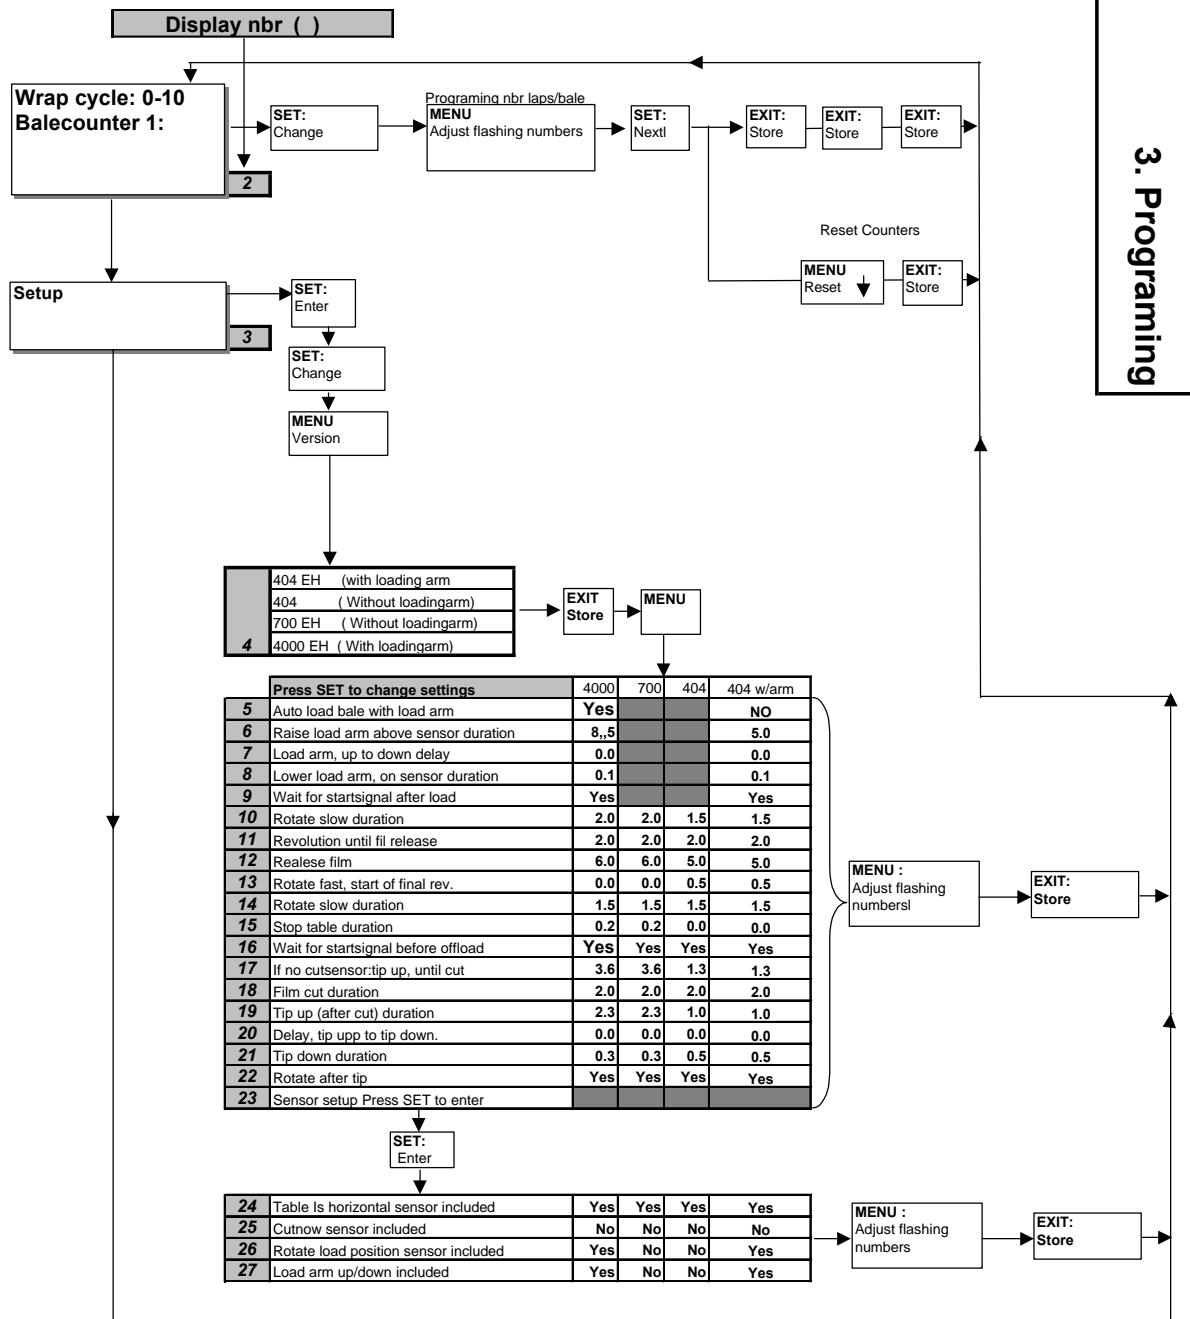 Display nbr ( )
3. Programing
Wrap cycle: 0-10
Balecounter 1:
2
SET:
Change
Programing nbr laps/bale
MENU
Adjust flashing numbers
SET:
Nextl
EXIT:
Store
EXIT:
Store
EXIT:
Store
Reset Counters
MENU
Reset
EXIT:
Store
Setup
3
SET:
Enter
SET:
Change
MENU
Version
404 EH (with loading arm
404 ( Without loadingarm)
700 EH ( Without loadingarm)
4 4000 EH ( With loadingarm)
EXIT
Store
MENU
Press SET to change settings 4000 700 404 404 w/arm
5 Auto load bale with load arm Yes NO
6 Raise load arm above sensor duration 8,,5 5.0
7 Load arm, up to down delay 0.0 0.0
8 Lower load arm, on sensor duration 0.1 0.1
9 Wait for startsignal after load Yes Yes
10 Rotate slow duration 2.0 2.0 1.5 1.5
11 Revolution until fil release 2.0 2.0 2.0 2.0
12 Realese film 6.0 6.0 5.0 5.0
13 Rotate fast, start of final rev. 0.0 0.0 0.5 0.5
14 Rotate slow duration 1.5 1.5 1.5 1.5
15 Stop table duration 0.2 0.2 0.0 0.0
16 Wait for startsignal before offload Yes Yes Yes Yes
17 If no cutsensor:tip up, until cut 3.6 3.6 1.3 1.3
18 Film cut duration 2.0 2.0 2.0 2.0
19 Tip up (after cut) duration 2.3 2.3 1.0 1.0
20 Delay, tip upp to tip down. 0.0 0.0 0.0 0.0
21 Tip down duration 0.3 0.3 0.5 0.5
22 Rotate after tip Yes Yes Yes Yes
23 Sensor setup Press SET to enter
MENU :
Adjust flashing
numbersl
EXIT:
Store
SET:
Enter
24 Table Is horizontal sensor included Yes Yes Yes Yes
25 Cutnow sensor included No No No No
26 Rotate load position sensor included Yes No No Yes
27 Load arm up/down included Yes No No Yes
MENU :
Adjust flashing
numbers
EXIT:
Store